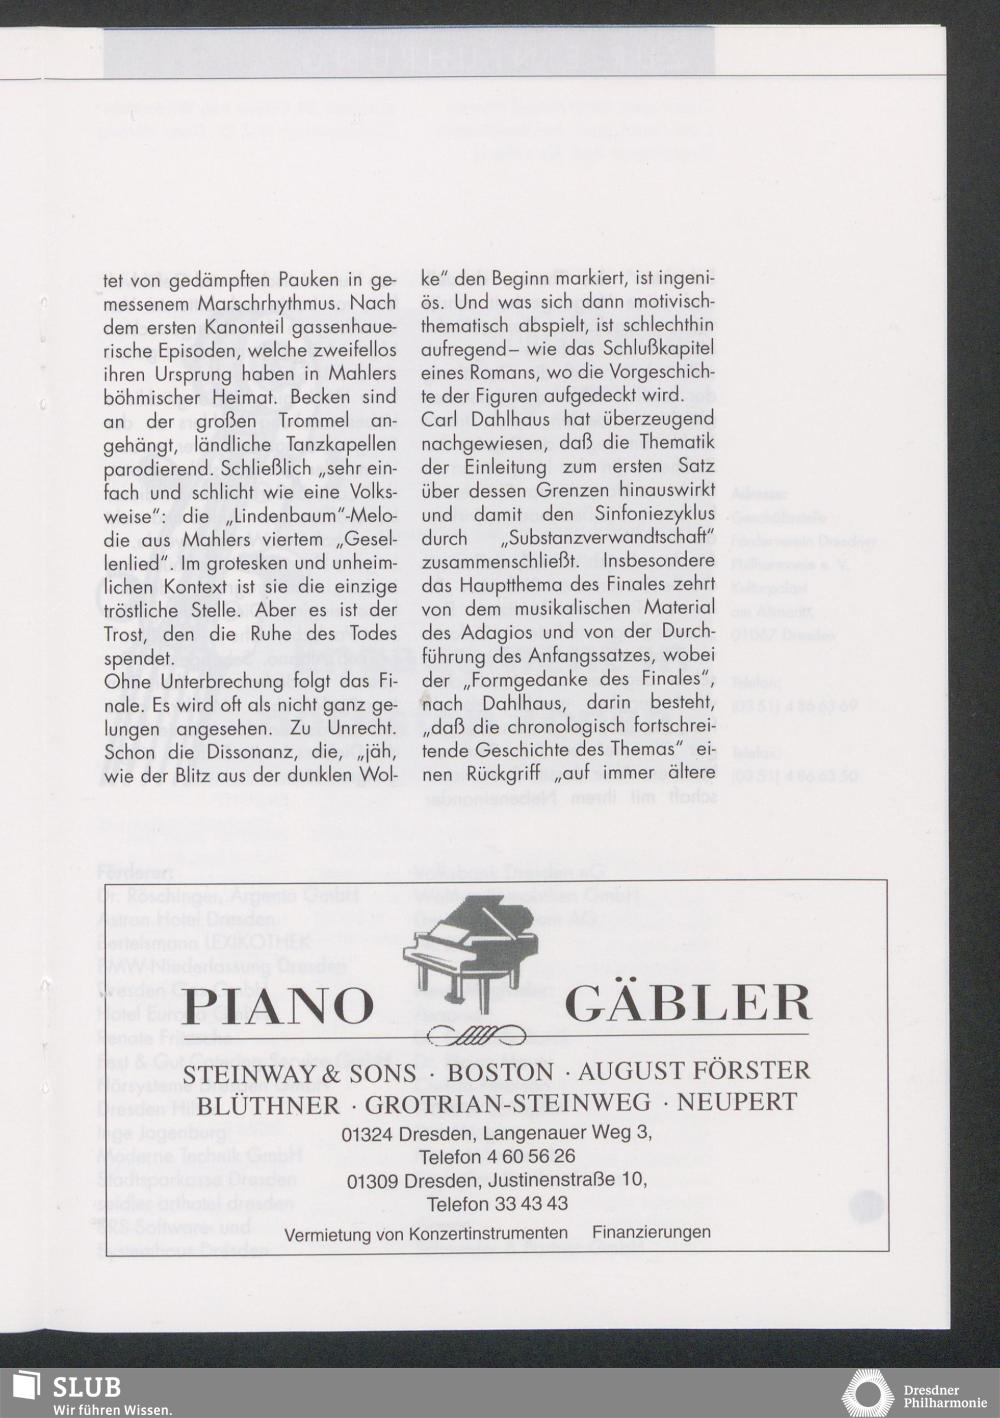 tet von gedämpften Pauken in ge-
messenem Marschrhythmus. Nach
dem ersten Kanonteil gassenhaue-
rische Episoden, welche zweifellos
ihren Ursprung haben in Mahlers
böhmischer Heimat. Becken sind
an der großen Trommel an-
gehängt, ländliche Tanzkapellen
parodierend. Schließlich „sehr ein-
fach und schlicht wie eine Volks-
weise“: die „Lindenbaum“-Melo-
die aus Mahlers viertem „Gesel-
lenlied“. Im grotesken und unheim-
lichen Kontext ist sie die einzige
tröstliche Stelle. Aber es ist der
Trost, den die Ruhe des Todes
spendet.
Ohne Unterbrechung folgt das Fi-
nale. Es wird oft als nicht ganz ge-
lungen angesehen. Zu Unrecht.
Schon die Dissonanz, die, „jäh,
wie der Blitz aus der dunklen Wol-
ke“ den Beginn markiert, ist ingeni-
ös. Und was sich dann motivisch-
thematisch abspielt, ist schlechthin
aufregend– wie das Schlußkapitel
eines Romans, wo die Vorgeschich-
te der Figuren aufgedeckt wird.
Carl Dahlhaus hat überzeugend
nachgewiesen, daß die Thematik
der Einleitung zum ersten Satz
über dessen Grenzen hinauswirkt
und damit den Sinfoniezyklus
durch „Substanzverwandtschaft“
zusammenschließt. Insbesondere
das Hauptthema des Finales zehrt
von dem musikalischen Material
des Adagios und von der Durch-
führung des Anfangssatzes, wobei
der „Formgedanke des Finales“,
nach Dahlhaus, darin besteht,
„daß die chronologisch fortschrei-
tende Geschichte des Themas“ ei-
nen Rückgriff „auf immer ältere
PIANO GÄBLER
STEINWAY & SONS · BOSTON · AUGUST FÖRSTER
BLÜTHNER · GROTRIAN-STEINWEG · NEUPERT
01324 Dresden, Langenauer Weg 3,
Telefon 4 60 56 26
01309 Dresden, Justinenstraße 10,
Telefon 33 43 43
Vermietung von Konzertinstrumenten Finanzierungen
SLUB
Wir führen Wissen.
Dresdner
Philharmonie